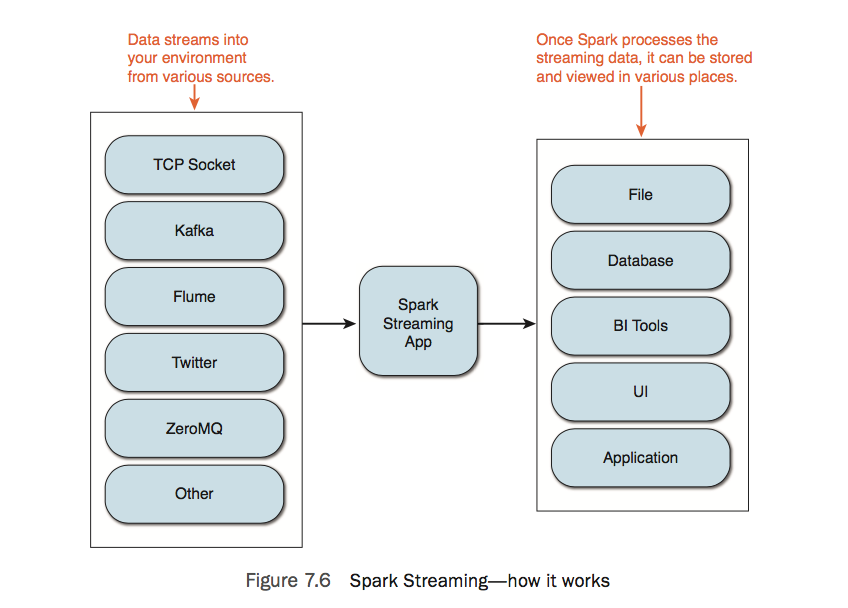 Data streams into
your environment
from various sources.
Once Spark processes the
streaming data, it can be stored
and viewed in various places.
TCP Socket
Kafka
Flume
Twitter
ZeroMQ
Other
Spark
Streaming
App
File
Database
BI Tools
UI
Application
Figure 7.6 Spark Streaming—how it works